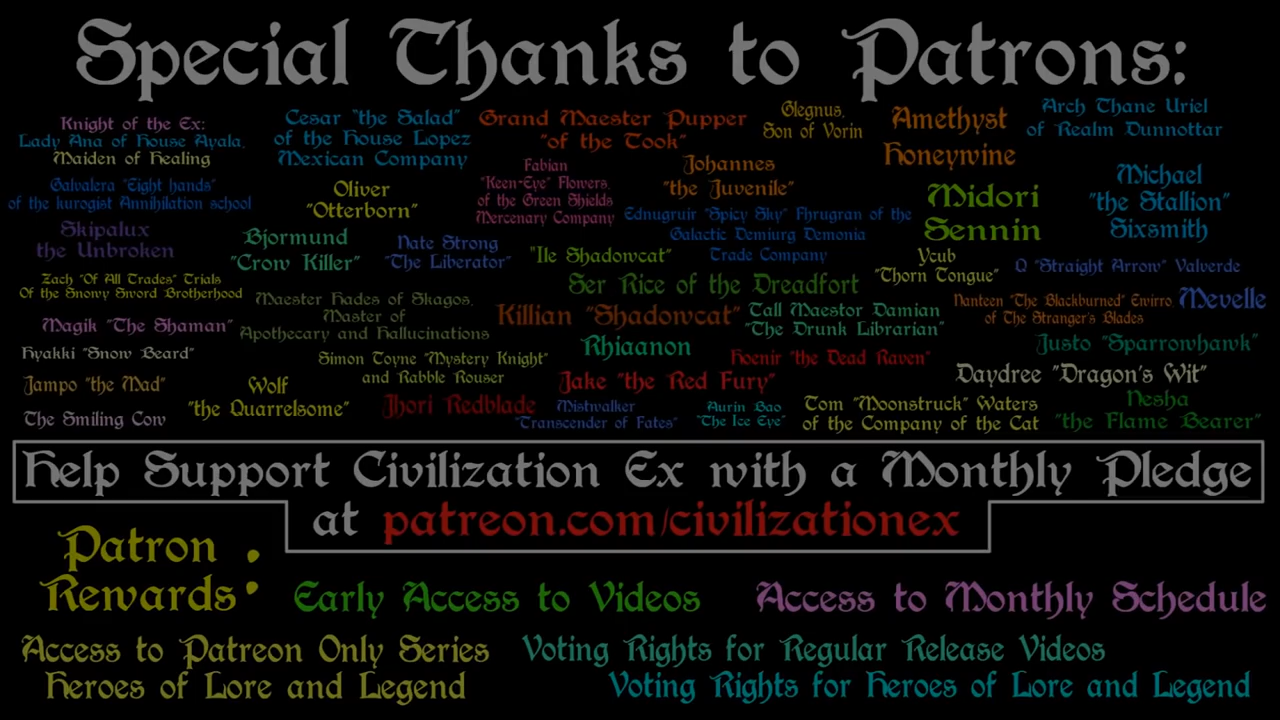 Special Thanks to Patrons:
Knight of the Ex:
Lady Ana of House Ayala,
Maiden of Healing
Cesar "the Salad"
of the House Lopez
Mexican Company
Grand Maester Pupper
"of the Took"
Glegnus,
Son of Vorin
Amethyst
Honeywine
Arch Thane Uriel
of Realm Dunnottar
Galvalera "Eight hands"
of the kurogist Annihilation school
Oliver
"Otterborn"
Fabian
"Keen-Eye" Flowers,
of the Green Shields
Mercenary Company
Johannes
"the Juvenile"
Midori
Sennin
Michael
"the Stallion"
Sixsmith
Skipalux
the Unbroken
Bjormund
"Crow Killer"
Nate Strong
"The Liberator"
Ednugruir "Spicy Sky" Fhrugran of the
Galactic Demiurg Demonia
Trade Company
"Ile Shadowcat"
Ycub
"Thorn Tongue"
Q "Straight Arrow" Valverde
Zach "Of All Trades" Trials
Of the Snowy Sword Brotherhood
Maester Hades of Skagos,
Master of
Apothecary and Hallucinations
Ser Rice of the Dreadfort
Killian "Shadowcat"
Tall Maestor Damian
"The Drunk Librarian"
Nanteen "The Blackburned" Ewirro
of The Stranger's Blades
Mevelle
Magik "The Shaman"
Hyakki "Snow Beard"
Simon Toyne "Mystery Knight"
and Rabble Rouser
Rhiaanon
Hoenir "the Dead Raven"
Justo "Sparrowhawk"
Jampo "the Mad"
Wolf
"the Quarrelsome"
Jake "the Red Fury"
Daydree "Dragon's Wit"
The Smiling Cow
Jhori Redblade
Mistwalker
"Transcender of Fates"
Aurin Bao
"The Ice Eye"
Tom "Moonstruck" Waters
of the Company of the Cat
Nesha
"the Flame Bearer"
Help Support Civilization Ex with a Monthly Pledge
at patreon.com/civilizationex
Patron
Rewards:
Early Access to Videos
Access to Monthly Schedule
Access to Patreon Only Series
Heroes of Lore and Legend
Voting Rights for Regular Release Videos
Voting Rights for Heroes of Lore and Legend